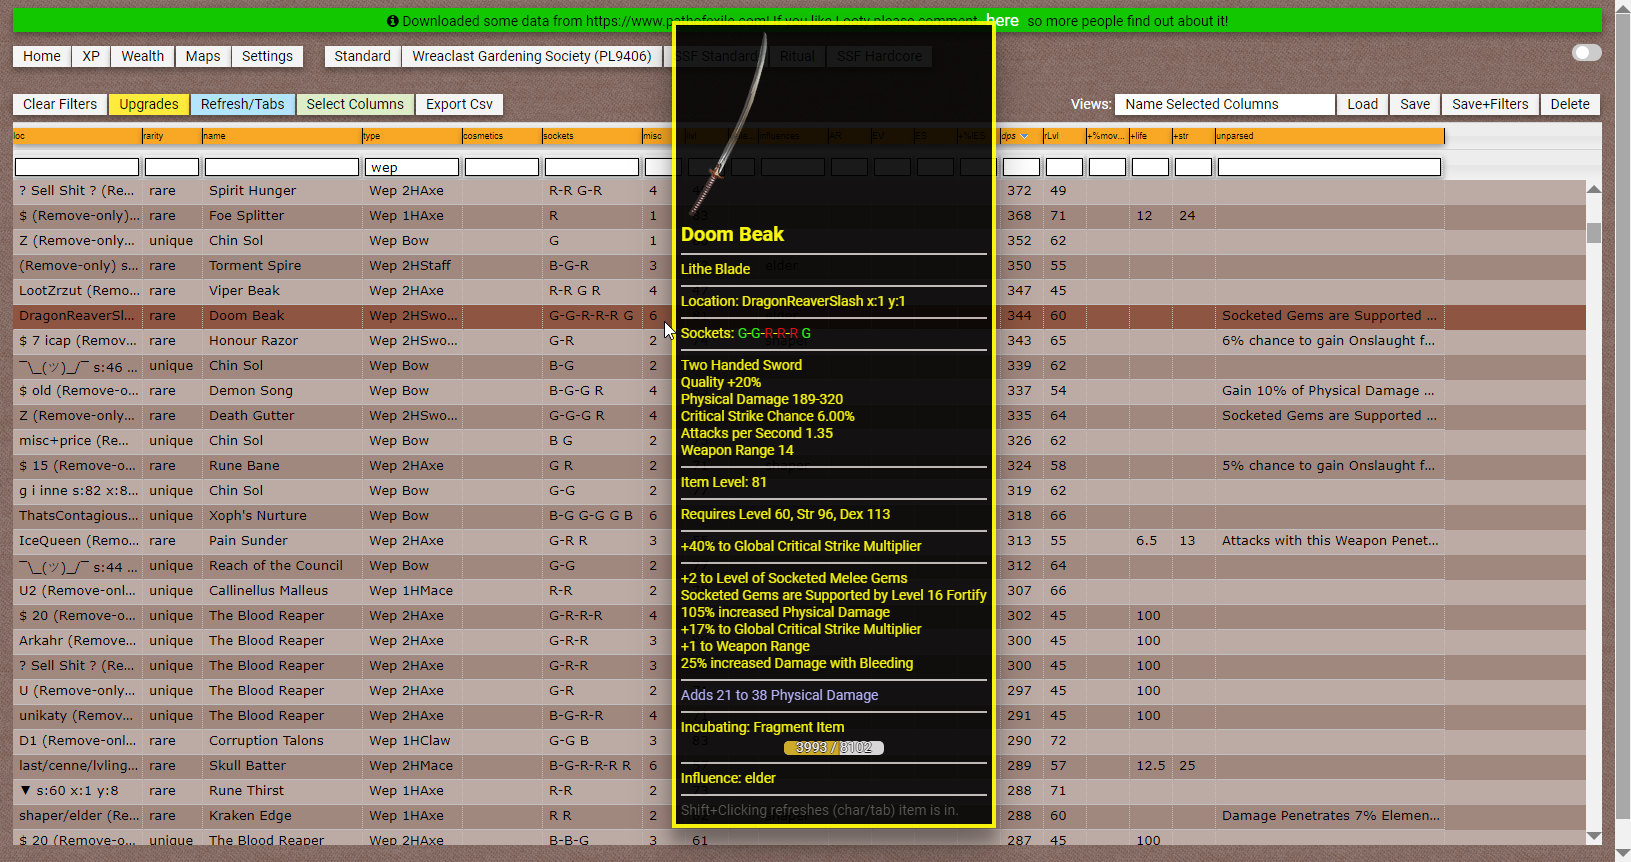 Downloaded some data from https://www.pathofexile.com! If you like Looty please comment here so more people find out about it!
Home XP Wealth Maps Settings Standard Wreaclast Gardening Society (PL9406) SSF Standard Ritual SSF Hardcore
Clear Filters Upgrades Refresh/Tabs Select Columns Export Csv Views: Name Selected Columns Load Save Save+Filters Delete
loc rarity name type cosmetics sockets misc dps rLvl +%mov... +life +str unparsed
wep
? Sell Shit ? (Re... rare Spirit Hunger Wep 2HAxe R-R G-R 4 372 49
$ (Remove-only)... rare Foe Splitter Wep 1HAxe R 1 368 71 12 24
Z (Remove-only... unique Chin Sol Wep Bow G 1 352 62
(Remove-only) s... rare Torment Spire Wep 2HStaff B-G-R 3 elder 350 55
LootZrzut (Remo... rare Viper Beak Wep 2HAxe R-R G R 4 347 45
DragonReaverSl... rare Doom Beak Wep 2HSwo... G-G-R-R-R G 6 344 60 Socketed Gems are Supported ...
$ 7 icap (Remov... rare Honour Razor Wep 2HSwo... G-R 2 shaper 343 65 6% chance to gain Onslaught f...
¯\_(ツ)_/¯ s:46 ... unique Chin Sol Wep Bow B-G 2 339 62
$ old (Remove-o... rare Demon Song Wep 2HAxe B-G-G R 4 337 54 Gain 10% of Physical Damage ...
Z (Remove-only... rare Death Gutter Wep 2HSwo... G-G-G R 4 335 64 Socketed Gems are Supported ...
misc+price (Re... unique Chin Sol Wep Bow B G 2 326 62
$ 15 (Remove-o... rare Rune Bane Wep 2HAxe G R 2 324 58 5% chance to gain Onslaught f...
g i inne s:82 x:8... unique Chin Sol Wep Bow G-G 2 319 62
ThatsContagious... unique Xoph's Nurture Wep Bow B-G G-G G B 6 318 66
IceQueen (Remo... rare Pain Sunder Wep 2HAxe G-R R 3 313 55 6.5 13 Attacks with this Weapon Penet...
¯\_(ツ)_/¯ s:44 ... unique Reach of the Council Wep Bow G-G 2 312 64
U2 (Remove-onl... unique Callinellus Malleus Wep 1HMace R-R 2 307 66
$ 20 (Remove-o... unique The Blood Reaper Wep 2HAxe G-R-R-R 4 302 45 100
Arkahr (Remove... unique The Blood Reaper Wep 2HAxe G-R-R 3 300 45 100
? Sell Shit ? (Re... unique The Blood Reaper Wep 2HAxe G-R-R 3 300 45 100
U (Remove-only... unique The Blood Reaper Wep 2HAxe G-R 2 297 45 100
unikaty (Remov... unique The Blood Reaper Wep 2HAxe B-G-R-R 4 291 45 100
D1 (Remove-onl... rare Corruption Talons Wep 1HClaw G-G B 3 83 290 72
last/cenne/lvling... rare Skull Batter Wep 2HMace B-G-R-R-R R 6 289 57 12.5 25
▼ s:60 x:1 y:8 rare Rune Thirst Wep 1HAxe R-R 2 288 71
shaper/elder (Re... rare Kraken Edge Wep 1HAxe R R 2 288 60 Damage Penetrates 7% Elemen...
$ 20 (Remove-o... unique The Blood Reaper Wep 2HAxe B-B-G 3 61 287 45 100
Doom Beak
Lithe Blade
Location: DragonReaverSlash x:1 y:1
Sockets: G-G-R-R-R G
Two Handed Sword
Quality +20%
Physical Damage 189-320
Critical Strike Chance 6.00%
Attacks per Second 1.35
Weapon Range 14
Item Level: 81
Requires Level 60, Str 96, Dex 113
+40% to Global Critical Strike Multiplier
+2 to Level of Socketed Melee Gems
Socketed Gems are Supported by Level 16 Fortify
105% increased Physical Damage
+17% to Global Critical Strike Multiplier
+1 to Weapon Range
25% increased Damage with Bleeding
Adds 21 to 38 Physical Damage
Incubating: Fragment Item
3993 / 8102
Influence: elder
Shift+Clicking refreshes (char/tab) item is in.